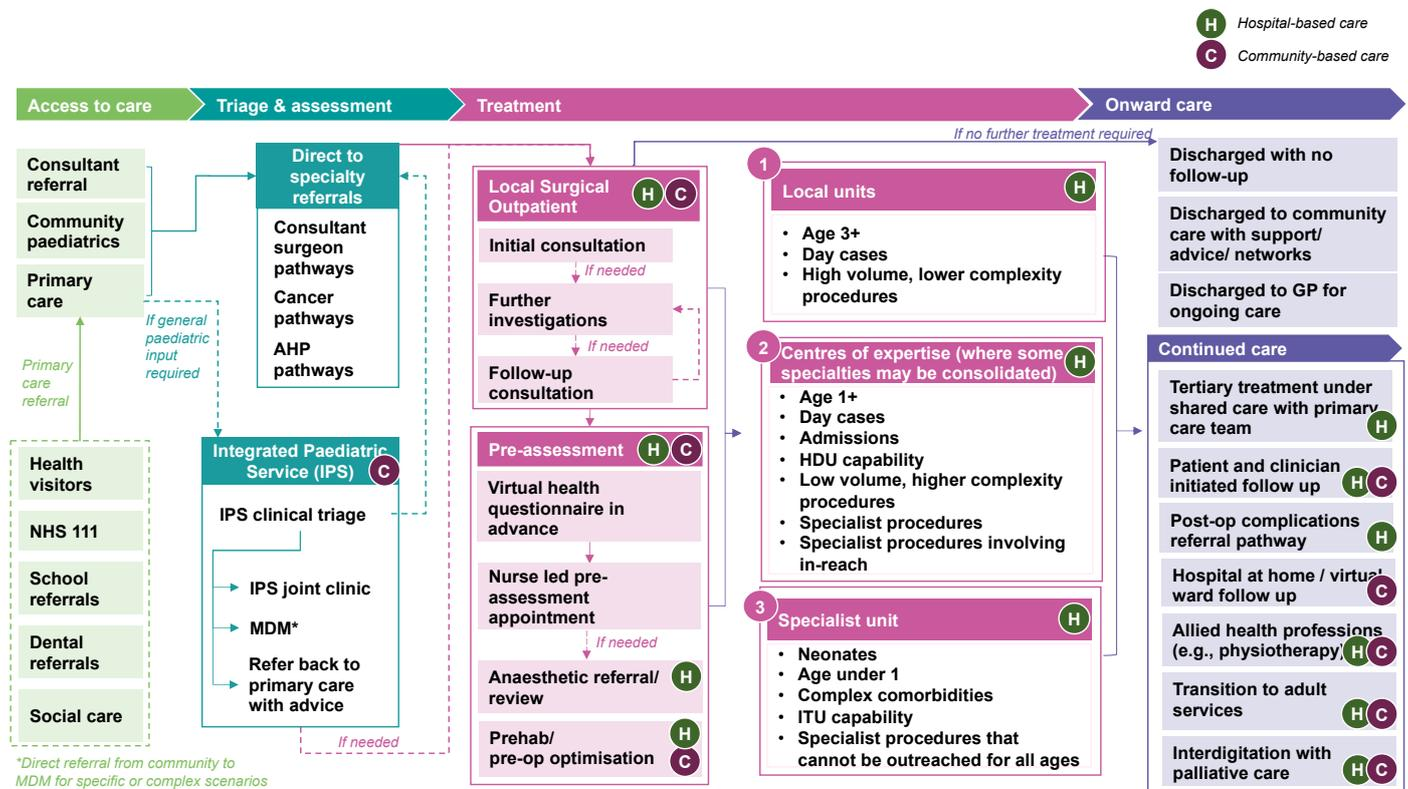 H Hospital-based care
C Community-based care
Access to care
Triage & assessment
Treatment
Onward care
Consultant
referral
Community
paediatrics
Primary
care
Primary
care
referral
Health
visitors
NHS 111
School
referrals
Dental
referrals
Social care
*Direct referral from community to
MDM for specific or complex scenarios
If general
paediatric
input
required
Direct to
specialty
referrals
Consultant
surgeon
pathways
Cancer
pathways
AHP
pathways
Integrated Paediatric
Service (IPS) C
IPS clinical triage
IPS joint clinic
MDM*
Refer back to
primary care
with advice
If needed
Local Surgical
Outpatient H C
Initial consultation
If needed
Further
investigations
If needed
Follow-up
consultation
Pre-assessment H C
Virtual health
questionnaire in
advance
Nurse led pre-
assessment
appointment
If needed
Anaesthetic referral/
review H
Prehab/
pre-op optimisation H C
1
Local units H
• Age 3+
• Day cases
• High volume, lower complexity
procedures
2
Centres of expertise (where some
specialties may be consolidated) H
• Age 1+
• Day cases
• Admissions
• HDU capability
• Low volume, higher complexity
procedures
• Specialist procedures
• Specialist procedures involving
in-reach
3
Specialist unit H
• Neonates
• Age under 1
• Complex comorbidities
• ITU capability
• Specialist procedures that
cannot be outreached for all ages
If no further treatment required
Discharged with no
follow-up
Discharged to community
care with support/
advice/ networks
Discharged to GP for
ongoing care
Continued care
Tertiary treatment under
shared care with primary
care team H
Patient and clinician
initiated follow up H C
Post-op complications
referral pathway H
Hospital at home / virtual
ward follow up C
Allied health professions
(e.g., physiotherapy) H C
Transition to adult
services H C
Interdigitation with
palliative care H C